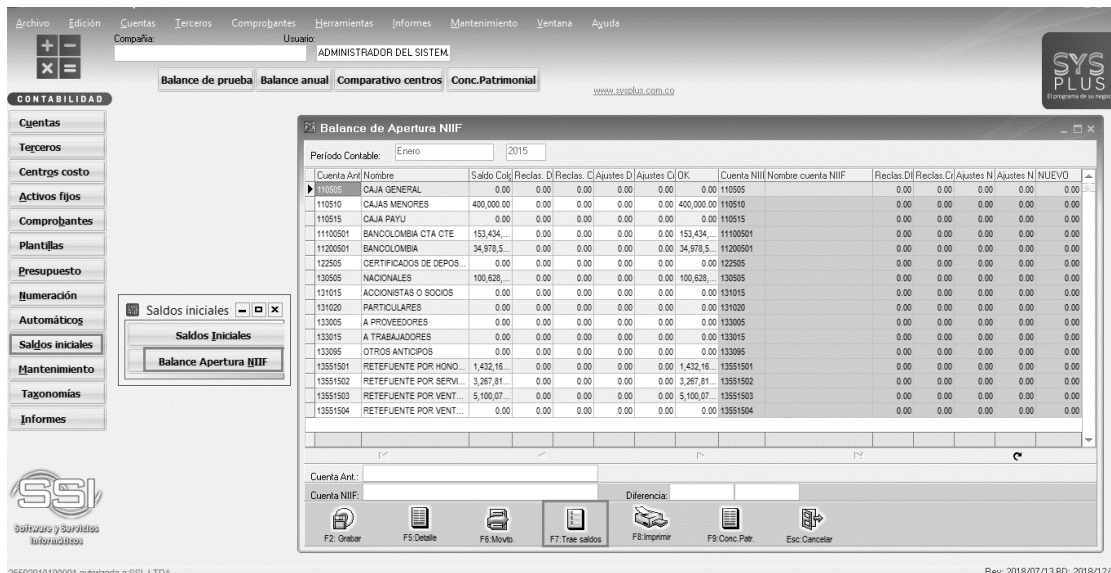 Archivo Edición Cuentas Terceros Comprobantes Herramientas Informes Mantenimiento Ventana Ayuda
Compañía: Usuario:
ADMINISTRADOR DEL SISTEM
Balance de prueba Balance anual Comparativo centros Conc.Patrimonial
www.sysplus.com.co
SYS
PLUS
El programa de su negoc
CONTABILIDAD
Cuentas
Terceros
Centros costo
Activos fijos
Comprobantes
Plantillas
Presupuesto
Numeración
Automáticos
Saldos iniciales
Mantenimiento
Taxonomías
Informes
Saldos iniciales
Saldos Iniciales
Balance Apertura NIIF
Balance de Apertura NIIF
Período Contable: Enero 2015
Cuenta Ant Nombre Saldo Colg Reclas. D Reclas. C Ajustes D Ajustes C OK Cuenta NIII Nombre cuenta NIIF Reclas.D Reclas.Cr Ajustes N Ajustes N NUEVO
110505 CAJA GENERAL 0.00 0.00 0.00 0.00 0.00 0.00 110505 0.00 0.00 0.00 0.00 0.00
110510 CAJAS MENORES 400,000.00 0.00 0.00 0.00 0.00 400,000.00 110510 0.00 0.00 0.00 0.00 0.00
110515 CAJA PAYU 0.00 0.00 0.00 0.00 0.00 0.00 110515 0.00 0.00 0.00 0.00 0.00
11100501 BANCOLOMBIA CTA CTE 153,434,... 0.00 0.00 0.00 0.00 153,434,... 11100501 0.00 0.00 0.00 0.00 0.00
11200501 BANCOLOMBIA 34,978,5... 0.00 0.00 0.00 0.00 34,978,5... 11200501 0.00 0.00 0.00 0.00 0.00
122505 CERTIFICADOS DE DEPOS... 0.00 0.00 0.00 0.00 0.00 0.00 122505 0.00 0.00 0.00 0.00 0.00
130505 NACIONALES 100,628,... 0.00 0.00 0.00 0.00 100,628,... 130505 0.00 0.00 0.00 0.00 0.00
131015 ACCIONISTAS O SOCIOS 0.00 0.00 0.00 0.00 0.00 0.00 131015 0.00 0.00 0.00 0.00 0.00
131020 PARTICULARES 0.00 0.00 0.00 0.00 0.00 0.00 131020 0.00 0.00 0.00 0.00 0.00
133005 A PROVEEDORES 0.00 0.00 0.00 0.00 0.00 0.00 133005 0.00 0.00 0.00 0.00 0.00
133015 A TRABAJADORES 0.00 0.00 0.00 0.00 0.00 0.00 133015 0.00 0.00 0.00 0.00 0.00
133095 OTROS ANTICIPOS 0.00 0.00 0.00 0.00 0.00 0.00 133095 0.00 0.00 0.00 0.00 0.00
13551501 RETEFUENTE POR HONO... 1,432,16... 0.00 0.00 0.00 0.00 1,432,16... 13551501 0.00 0.00 0.00 0.00 0.00
13551502 RETEFUENTE POR SERVI... 3,267,81... 0.00 0.00 0.00 0.00 3,267,81... 13551502 0.00 0.00 0.00 0.00 0.00
13551503 RETEFUENTE POR VENT... 5,100,07... 0.00 0.00 0.00 0.00 5,100,07... 13551503 0.00 0.00 0.00 0.00 0.00
13551504 RETEFUENTE POR VENT... 0.00 0.00 0.00 0.00 0.00 0.00 13551504 0.00 0.00 0.00 0.00 0.00
Cuenta Ant.:
Cuenta NIIF: Diferencia:
F2: Grabar F5:Detalle F6:Movto. F7:Trae saldos F8:Imprimir F9:Conc.Patr. Esc:Cancelar
SSI
Software y Servicios
Informáticos
Rev: 2018/07/13 BD: 2018/12/